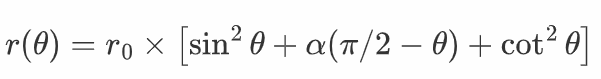 r(θ) = r₀ × [sin² θ + α(π/2 − θ) + cot² θ]